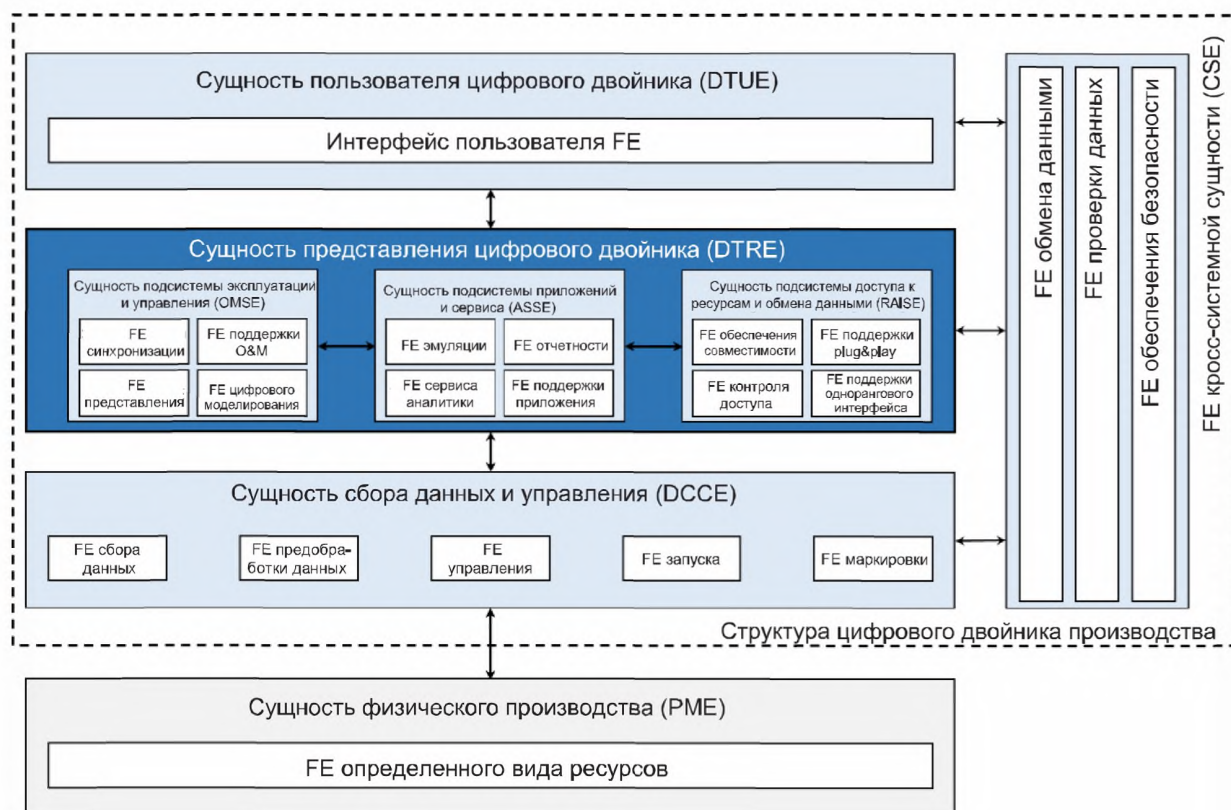 Сущность пользователя цифрового двойника (DTUE)
Интерфейс пользователя FE
Сущность представления цифрового двойника (DTRE)
Сущность подсистемы эксплуатации
и управления (OMSE)
FE
синхронизации
FE поддержки
O&M
FE
представления
FE цифрового
моделирования
Сущность подсистемы приложений
и сервиса (ASSE)
FE эмуляции
FE отчетности
FE сервиса
аналитики
FE поддержки
приложения
Сущность подсистемы доступа к
ресурсам и обмена данными (RAISE)
FE обеспечения
совместимости
FE поддержки
plug&play
FE контроля
доступа
FE поддержки
однорангового
интерфейса
Сущность сбора данных и управления (DCCE)
FE сбора
данных
FE предобра-
ботки данных
FE
управления
FE запуска
FE маркировки
FE обмена данными
FE проверки данных
FE обеспечения безопасности
FE кросс-системной сущности (CSE)
Структура цифрового двойника производства
Сущность физического производства (PME)
FE определенного вида ресурсов